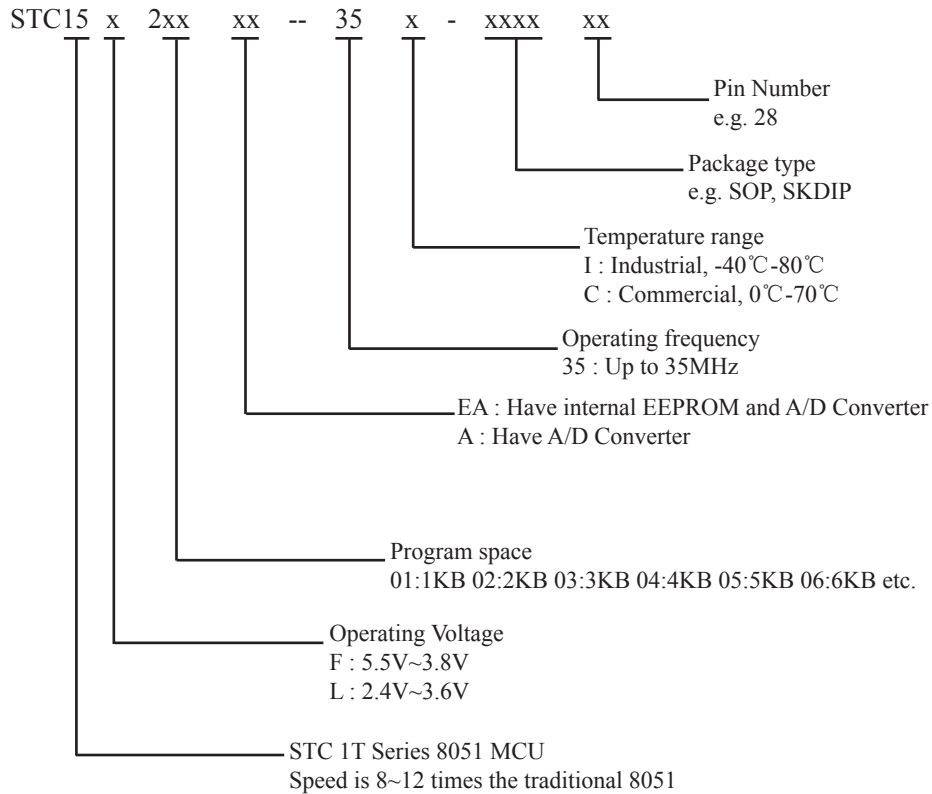 STC15 x 2xx xx -- 35 x - xxxx xx
Pin Number
e.g. 28
Package type
e.g. SOP, SKDIP
Temperature range
I : Industrial, -40℃-80℃
C : Commercial, 0℃-70℃
Operating frequency
35 : Up to 35MHz
EA : Have internal EEPROM and A/D Converter
A : Have A/D Converter
Program space
01:1KB 02:2KB 03:3KB 04:4KB 05:5KB 06:6KB etc.
Operating Voltage
F : 5.5V~3.8V
L : 2.4V~3.6V
STC 1T Series 8051 MCU
Speed is 8~12 times the traditional 8051